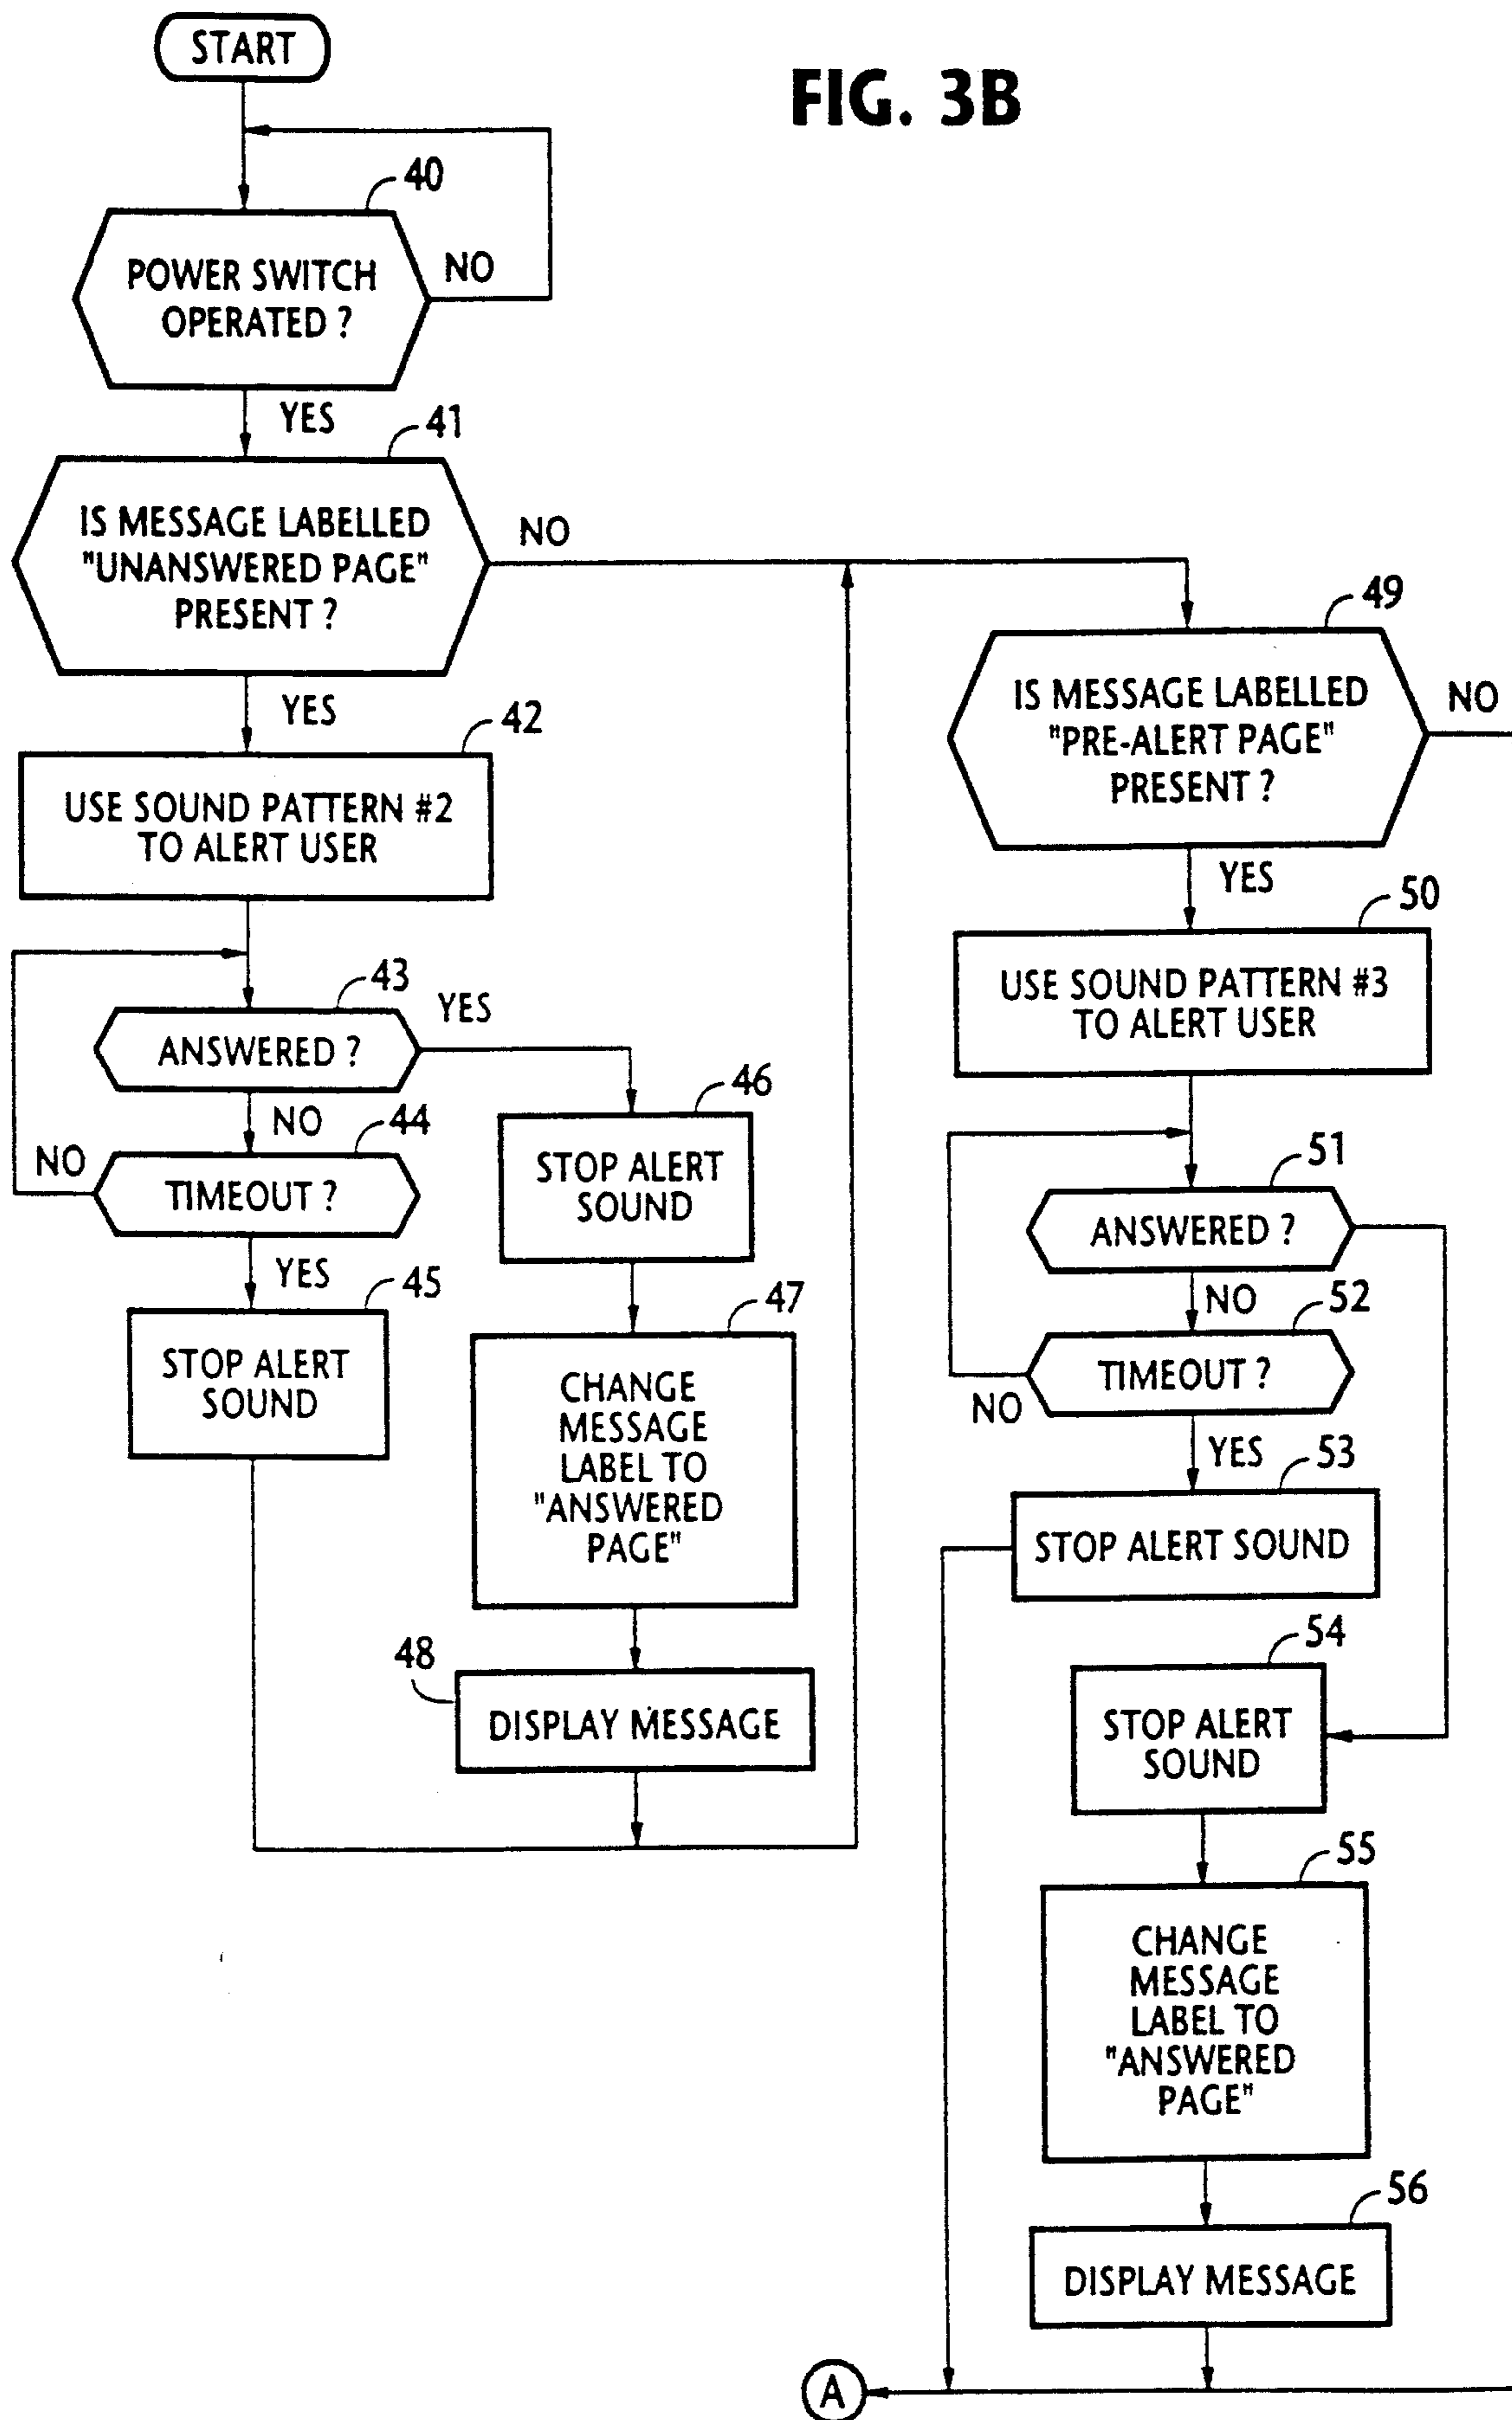 START
FIG. 3B
40
POWER SWITCH
OPERATED ?
NO
YES
41
IS MESSAGE LABELLED
"UNANSWERED PAGE"
PRESENT ?
NO
YES
42
USE SOUND PATTERN #2
TO ALERT USER
43
ANSWERED ?
YES
NO
44
TIMEOUT ?
NO
YES
45
STOP ALERT
SOUND
46
STOP ALERT
SOUND
47
CHANGE
MESSAGE
LABEL TO
"ANSWERED
PAGE"
48
DISPLAY MESSAGE
49
IS MESSAGE LABELLED
"PRE-ALERT PAGE"
PRESENT ?
NO
YES
50
USE SOUND PATTERN #3
TO ALERT USER
51
ANSWERED ?
NO
52
TIMEOUT ?
NO
YES
53
STOP ALERT SOUND
54
STOP ALERT
SOUND
55
CHANGE
MESSAGE
LABEL TO
"ANSWERED
PAGE"
56
DISPLAY MESSAGE
A